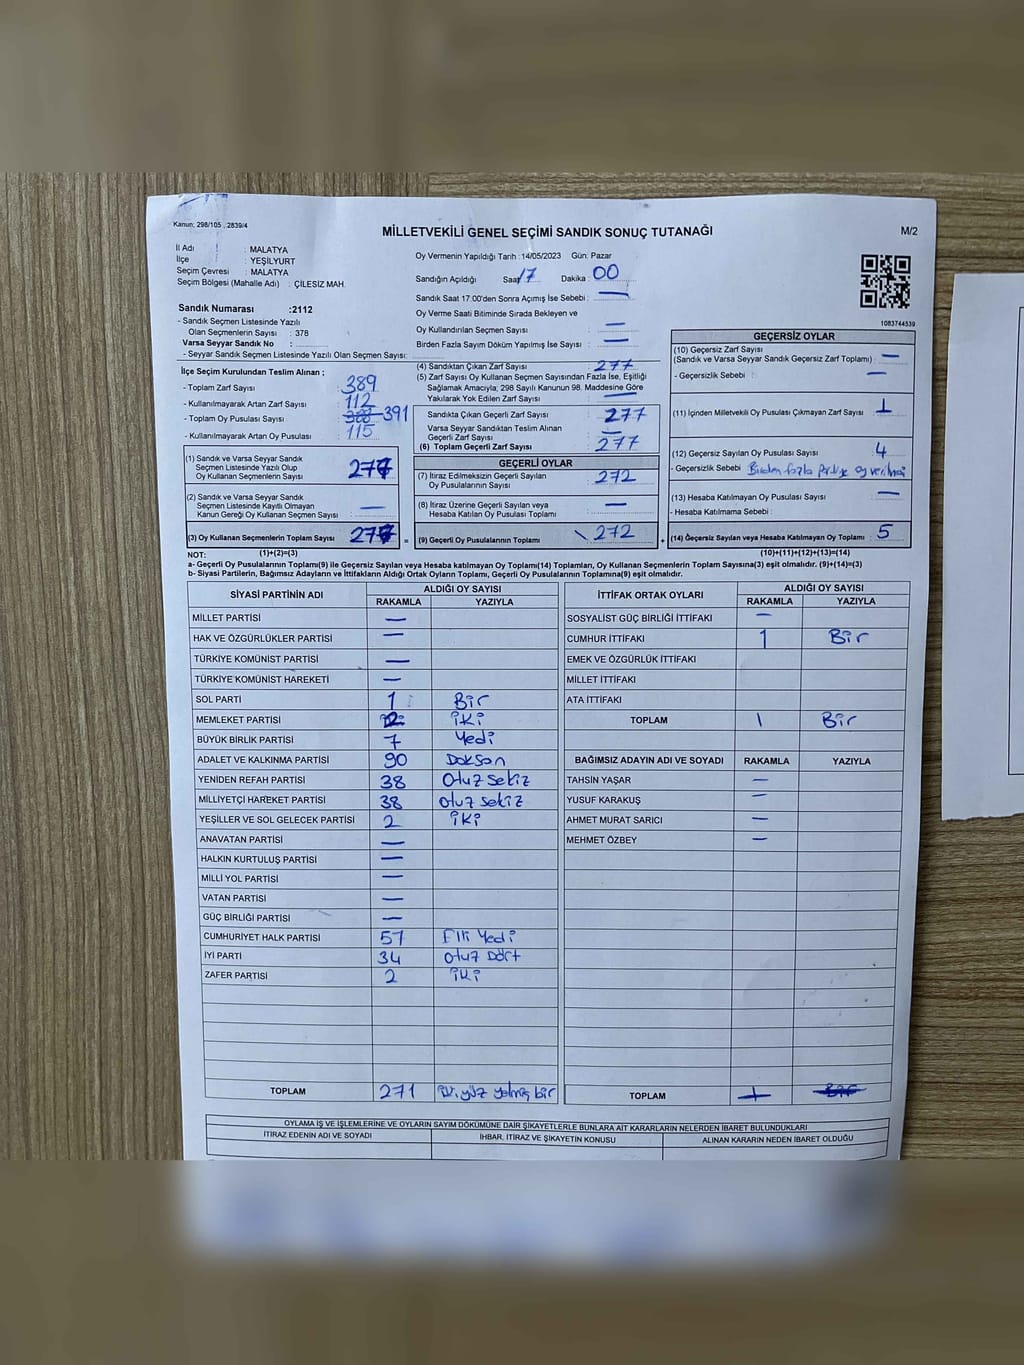 Kanun: 298/105 , 2839/4
MİLLETVEKİLİ GENEL SEÇİMİ SANDIK SONUÇ TUTANAĞI
M/2
İl Adı : MALATYA
İlçe : YEŞİLYURT
Seçim Çevresi : MALATYA
Seçim Bölgesi (Mahalle Adı) : ÇİLESİZ MAH.
Sandık Numarası :2112
- Sandık Seçmen Listesinde Yazılı
Olan Seçmenlerin Sayısı : 378
Varsa Seyyar Sandık No :
- Seyyar Sandık Seçmen Listesinde Yazılı Olan Seçmen Sayısı:
Oy Vermenin Yapıldığı Tarih :14/05/2023 Gün: Pazar
Sandığın Açıldığı Saat 17 Dakika 00
Sandık Saat 17:00'den Sonra Açımış İse Sebebi : —
Oy Verme Saati Bitiminde Sırada Bekleyen ve
Oy Kullandırılan Seçmen Sayısı : —
Birden Fazla Sayım Döküm Yapılmış İse Sayısı : —
1083744539
İlçe Seçim Kurulundan Teslim Alınan ;
- Toplam Zarf Sayısı : 389
- Kullanılmayarak Artan Zarf Sayısı : 112
- Toplam Oy Pusulası Sayısı : 391
- Kullanılmayarak Artan Oy Pusulası : 115
(1) Sandık ve Varsa Seyyar Sandık
Seçmen Listesinde Yazılı Olup
Oy Kullanan Seçmenlerin Sayısı : 277
(2) Sandık ve Varsa Seyyar Sandık
Seçmen Listesinde Kayıtlı Olmayan
Kanun Gereği Oy Kullanan Seçmen Sayısı : —
(3) Oy Kullanan Seçmenlerin Toplam Sayısı : 277 =
(4) Sandıktan Çıkan Zarf Sayısı : 277
(5) Zarf Sayısı Oy Kullanan Seçmen Sayısından Fazla İse, Eşitliği
Sağlamak Amacıyla; 298 Sayılı Kanunun 98. Maddesine Göre
Yakılarak Yok Edilen Zarf Sayısı : —
Sandıkta Çıkan Geçerli Zarf Sayısı : 277
Varsa Seyyar Sandıktan Teslim Alınan
Geçerli Zarf Sayısı : —
(6) Toplam Geçerli Zarf Sayısı : 277
GEÇERLİ OYLAR
(7) İtiraz Edilmeksizin Geçerli Sayılan
Oy Pusulalarının Sayısı : 272
(8) İtiraz Üzerine Geçerli Sayılan veya
Hesaba Katılan Oy Pusulası Toplamı : —
(9) Geçerli Oy Pusulalarının Toplamı : 272 +
GEÇERSİZ OYLAR
(10) Geçersiz Zarf Sayısı
(Sandık ve Varsa Seyyar Sandık Geçersiz Zarf Toplamı) : —
- Geçersizlik Sebebi : —
(11) İçinden Milletvekili Oy Pusulası Çıkmayan Zarf Sayısı : 1
(12) Geçersiz Sayılan Oy Pusulası Sayısı : 4
- Geçersizlik Sebebi : Birden fazla partiye oy verilmesi
(13) Hesaba Katılmayan Oy Pusulası Sayısı : —
- Hesaba Katılmama Sebebi :
(14) Geçersiz Sayılan veya Hesaba Katılmayan Oy Toplamı : 5
NOT: (1)+(2)=(3) (10)+(11)+(12)+(13)=(14)
a- Geçerli Oy Pusulalarının Toplamı(9) ile Geçersiz Sayılan veya Hesaba katılmayan Oy Toplamı(14) Toplamları, Oy Kullanan Seçmenlerin Toplam Sayısına(3) eşit olmalıdır. (9)+(14)=(3)
b- Siyasi Partilerin, Bağımsız Adayların ve İttifakların Aldığı Ortak Oyların Toplamı, Geçerli Oy Pusulalarının Toplamına(9) eşit olmalıdır.
SİYASİ PARTİNİN ADI ALDIĞI OY SAYISI
RAKAMLA YAZIYLA
MİLLET PARTİSİ —
HAK VE ÖZGÜRLÜKLER PARTİSİ —
TÜRKİYE KOMÜNİST PARTİSİ —
TÜRKİYE KOMÜNİST HAREKETİ —
SOL PARTİ 1 Bir
MEMLEKET PARTİSİ 2 iki
BÜYÜK BİRLİK PARTİSİ 7 Yedi
ADALET VE KALKINMA PARTİSİ 90 Doksan
YENİDEN REFAH PARTİSİ 38 Otuz sekiz
MİLLİYETÇİ HAREKET PARTİSİ 38 Otuz sekiz
YEŞİLLER VE SOL GELECEK PARTİSİ 2 iki
ANAVATAN PARTİSİ —
HALKIN KURTULUŞ PARTİSİ —
MİLLİ YOL PARTİSİ —
VATAN PARTİSİ —
GÜÇ BİRLİĞİ PARTİSİ —
CUMHURİYET HALK PARTİSİ 57 Elli Yedi
İYİ PARTİ 34 Otuz Dört
ZAFER PARTİSİ 2 iki
TOPLAM 271 iki yüz yetmiş bir
İTTİFAK ORTAK OYLARI ALDIĞI OY SAYISI
RAKAMLA YAZIYLA
SOSYALİST GÜÇ BİRLİĞİ İTTİFAKI —
CUMHUR İTTİFAKI 1 Bir
EMEK VE ÖZGÜRLÜK İTTİFAKI
MİLLET İTTİFAKI
ATA İTTİFAKI
TOPLAM 1 Bir
BAĞIMSIZ ADAYIN ADI VE SOYADI RAKAMLA YAZIYLA
TAHSİN YAŞAR —
YUSUF KARAKUŞ —
AHMET MURAT SARICI —
MEHMET ÖZBEY —
TOPLAM
OYLAMA İŞ VE İŞLEMLERİNE VE OYLARIN SAYIM DÖKÜMÜNE DAİR ŞİKAYETLERLE BUNLARA AİT KARARLARIN NELERDEN İBARET BULUNDUKLARI
İTİRAZ EDENİN ADI VE SOYADI İHBAR, İTİRAZ VE ŞİKAYETİN KONUSU ALINAN KARARIN NEDEN İBARET OLDUĞU